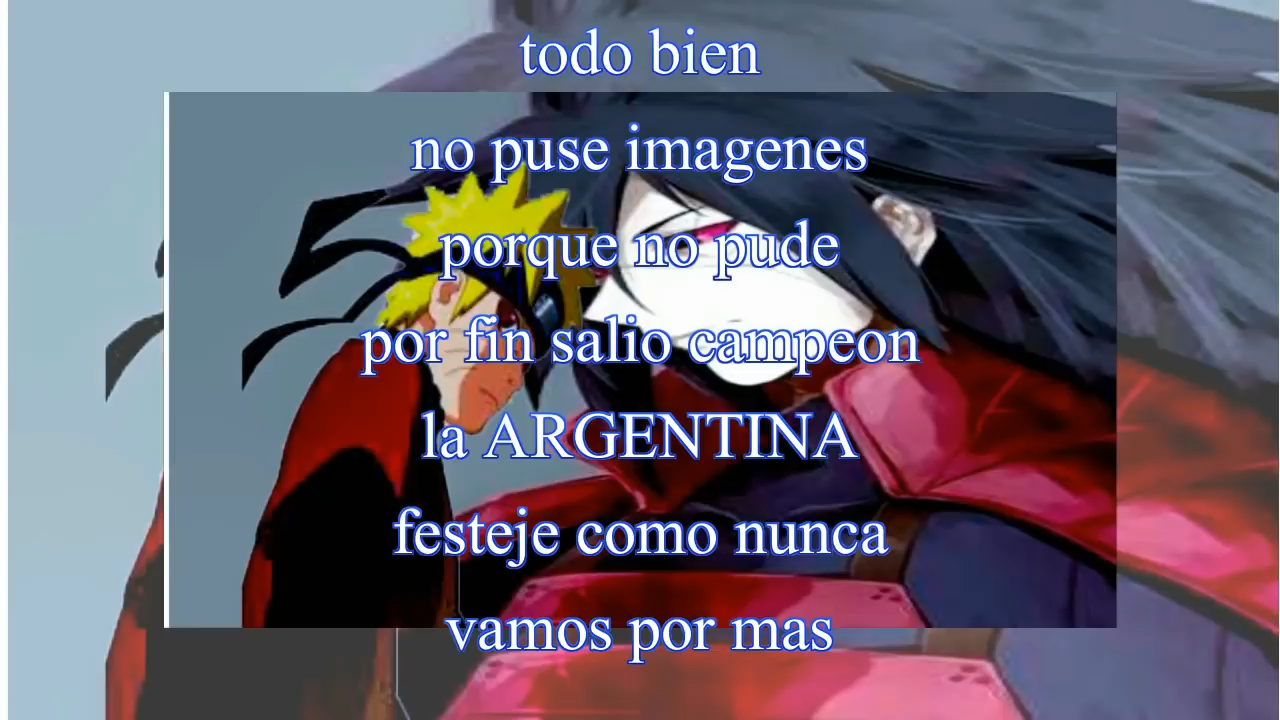 todo bien
no puse imagenes
porque no pude
por fin salio campeon
la ARGENTINA
festeje como nunca
vamos por mas